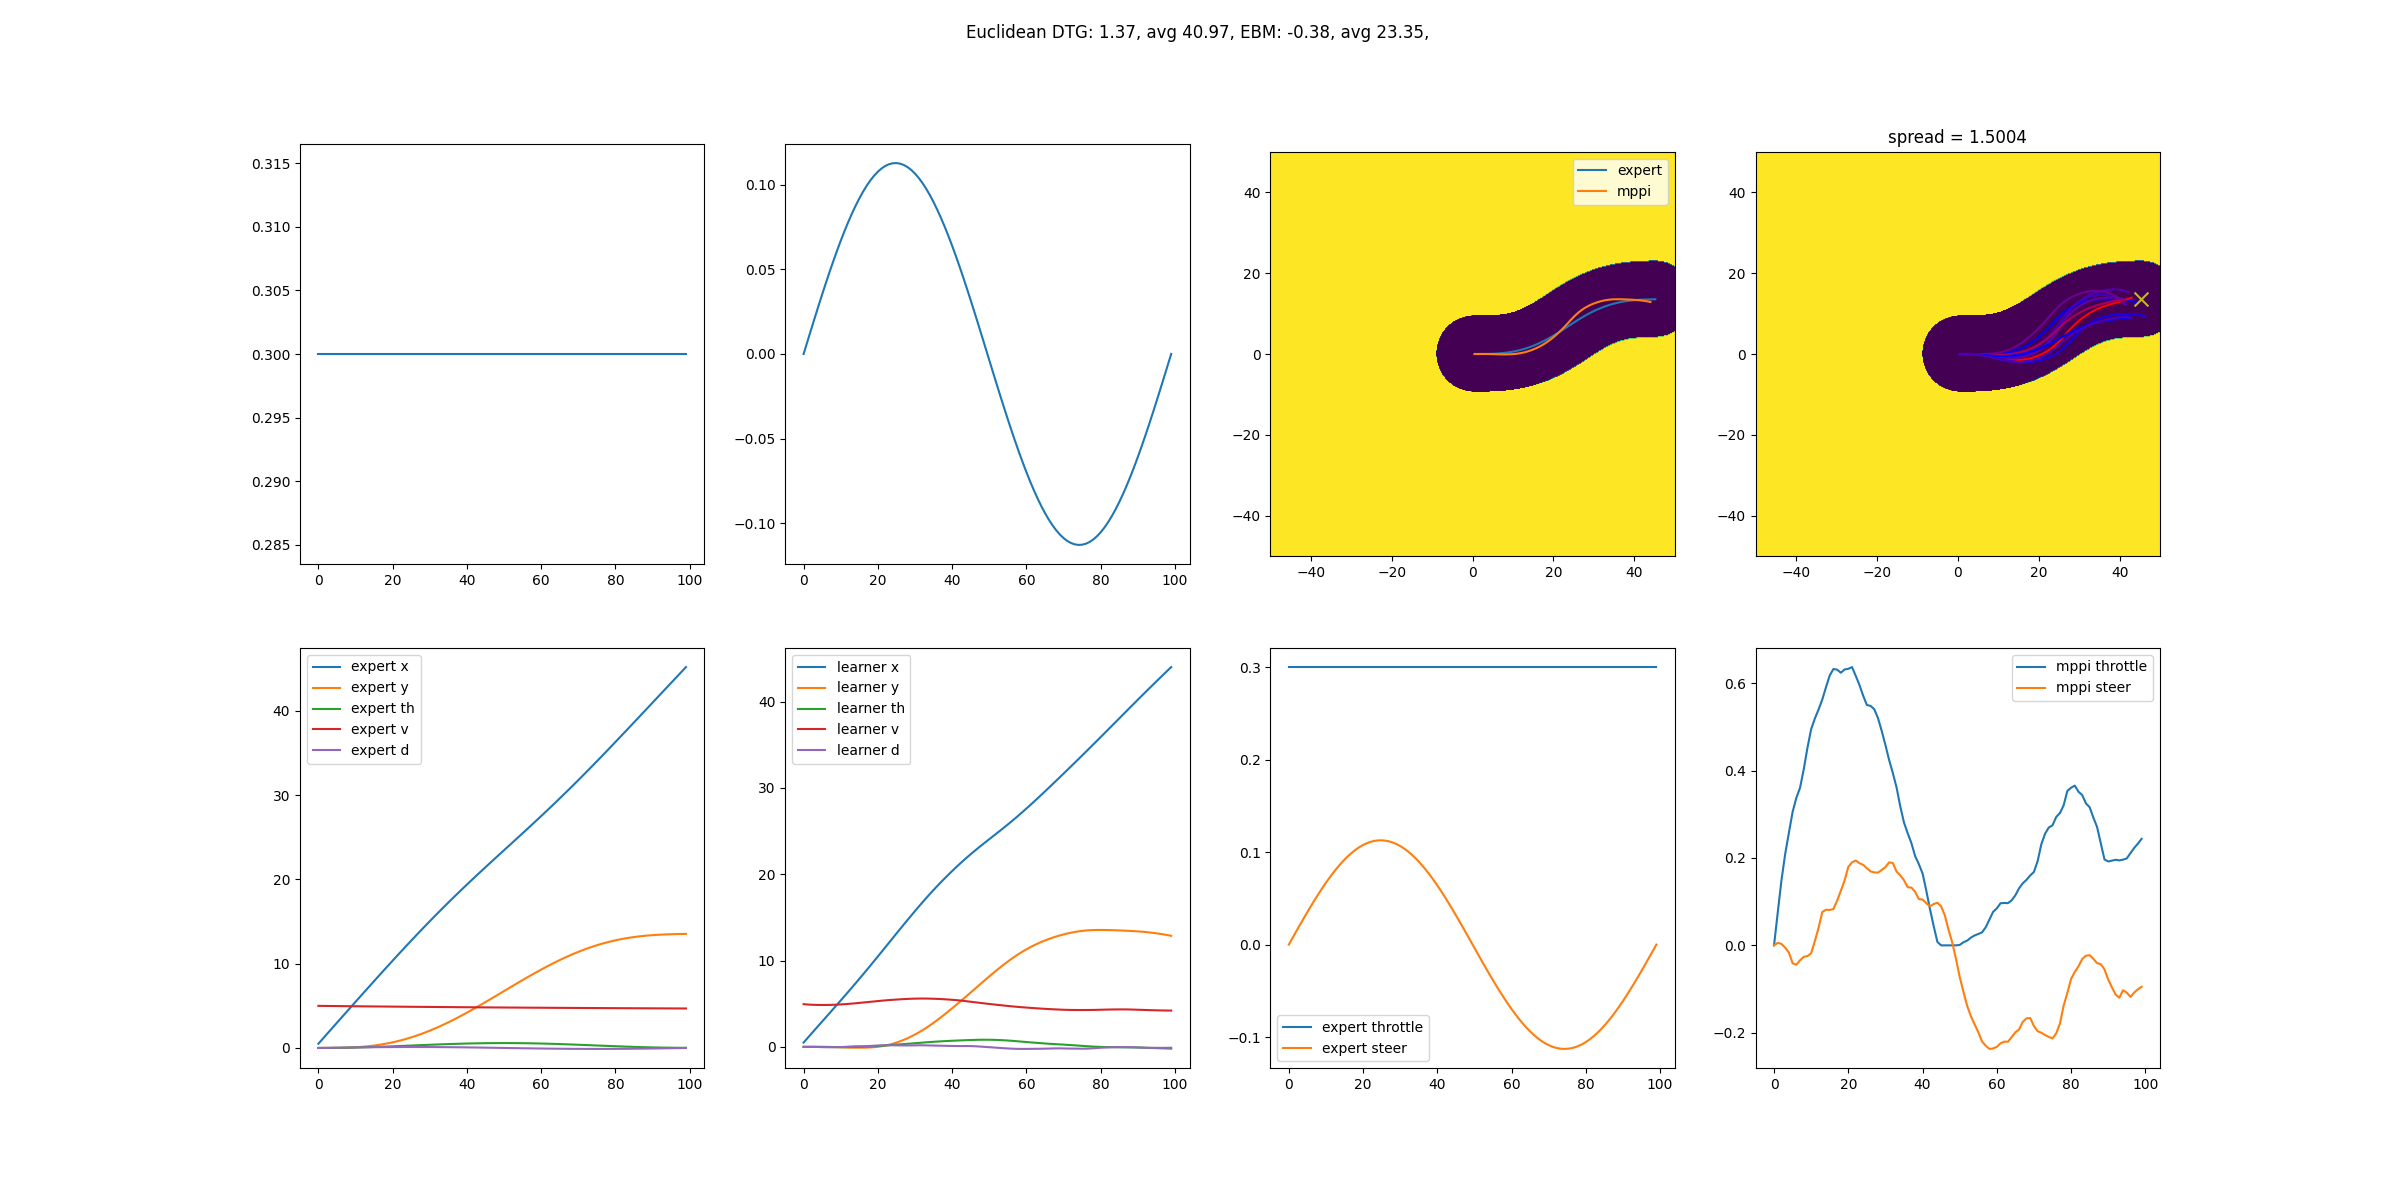 Euclidean DTG: 1.37, avg 40.97, EBM: -0.38, avg 23.35,
0.315
0.310
0.305
0.300
0.295
0.290
0.285
0 20 40 60 80 100
0.10
0.05
0.00
−0.05
−0.10
0 20 40 60 80 100
expert
mppi
40
20
0
−20
−40
−40 −20 0 20 40
spread = 1.5004
40
20
0
−20
−40
−40 −20 0 20 40
expert x
expert y
expert th
expert v
expert d
40
30
20
10
0
0 20 40 60 80 100
learner x
learner y
learner th
learner v
learner d
40
30
20
10
0
0 20 40 60 80 100
0.3
0.2
0.1
0.0
−0.1
expert throttle
expert steer
0 20 40 60 80 100
mppi throttle
mppi steer
0.6
0.4
0.2
0.0
−0.2
0 20 40 60 80 100